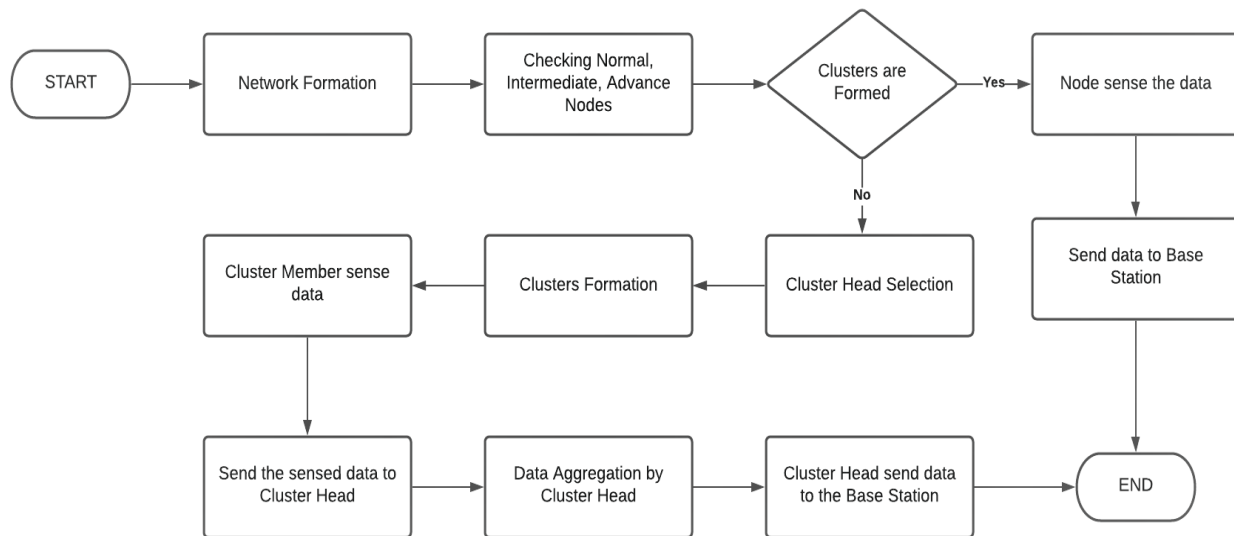 START
Network Formation
Checking Normal,
Intermediate, Advance
Nodes
Clusters are
Formed
Yes
Node sense the data
No
Send data to Base
Station
Cluster Head Selection
Clusters Formation
Cluster Member sense
data
Send the sensed data to
Cluster Head
Data Aggregation by
Cluster Head
Cluster Head send data
to the Base Station
END